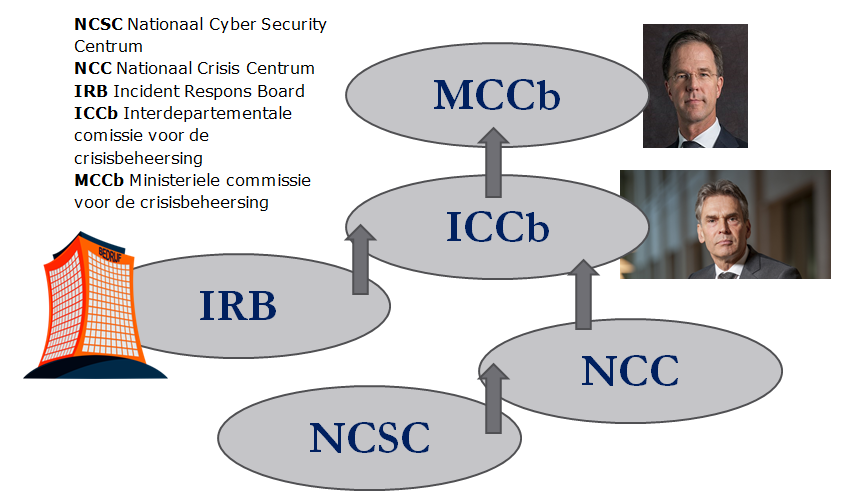 NCSC Nationaal Cyber Security
Centrum
NCC Nationaal Crisis Centrum
IRB Incident Respons Board
ICCb Interdepartementale
comissie voor de
crisisbeheersing
MCCb Ministeriele commissie
voor de crisisbeheersing
MCCb
ICCb
BEDRIJF
IRB
NCC
NCSC